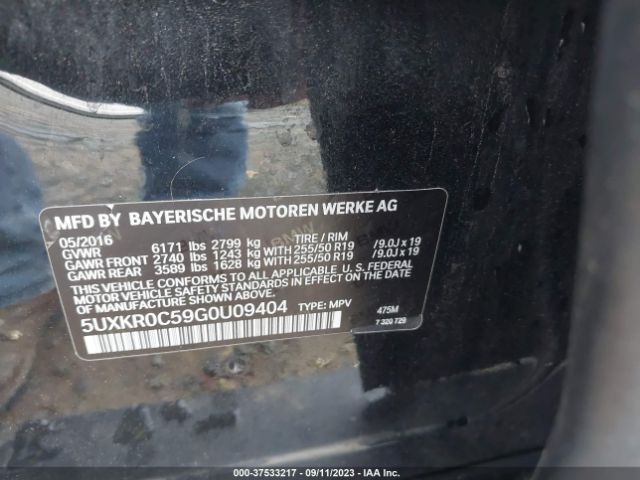 MFD BY BAYERISCHE MOTOREN WERKE AG
05/2016
GVWR 6171 lbs 2799 kg TIRE / RIM
GAWR FRONT 2740 lbs 1243 kg WITH 255/50 R19 /9.0J x 19
GAWR REAR 3589 lbs 1628 kg WITH 255/50 R19 /9.0J x 19
THIS VEHICLE CONFORMS TO ALL APPLICABLE U.S. FEDERAL
MOTOR VEHICLE SAFETY STANDARDS IN EFFECT ON THE
DATE OF MANUFACTURE SHOWN ABOVE.
5UXKR0C59G0U09404 TYPE: MPV 475M
7 320 729
000-37533217 - 09/11/2023 - IAA Inc.